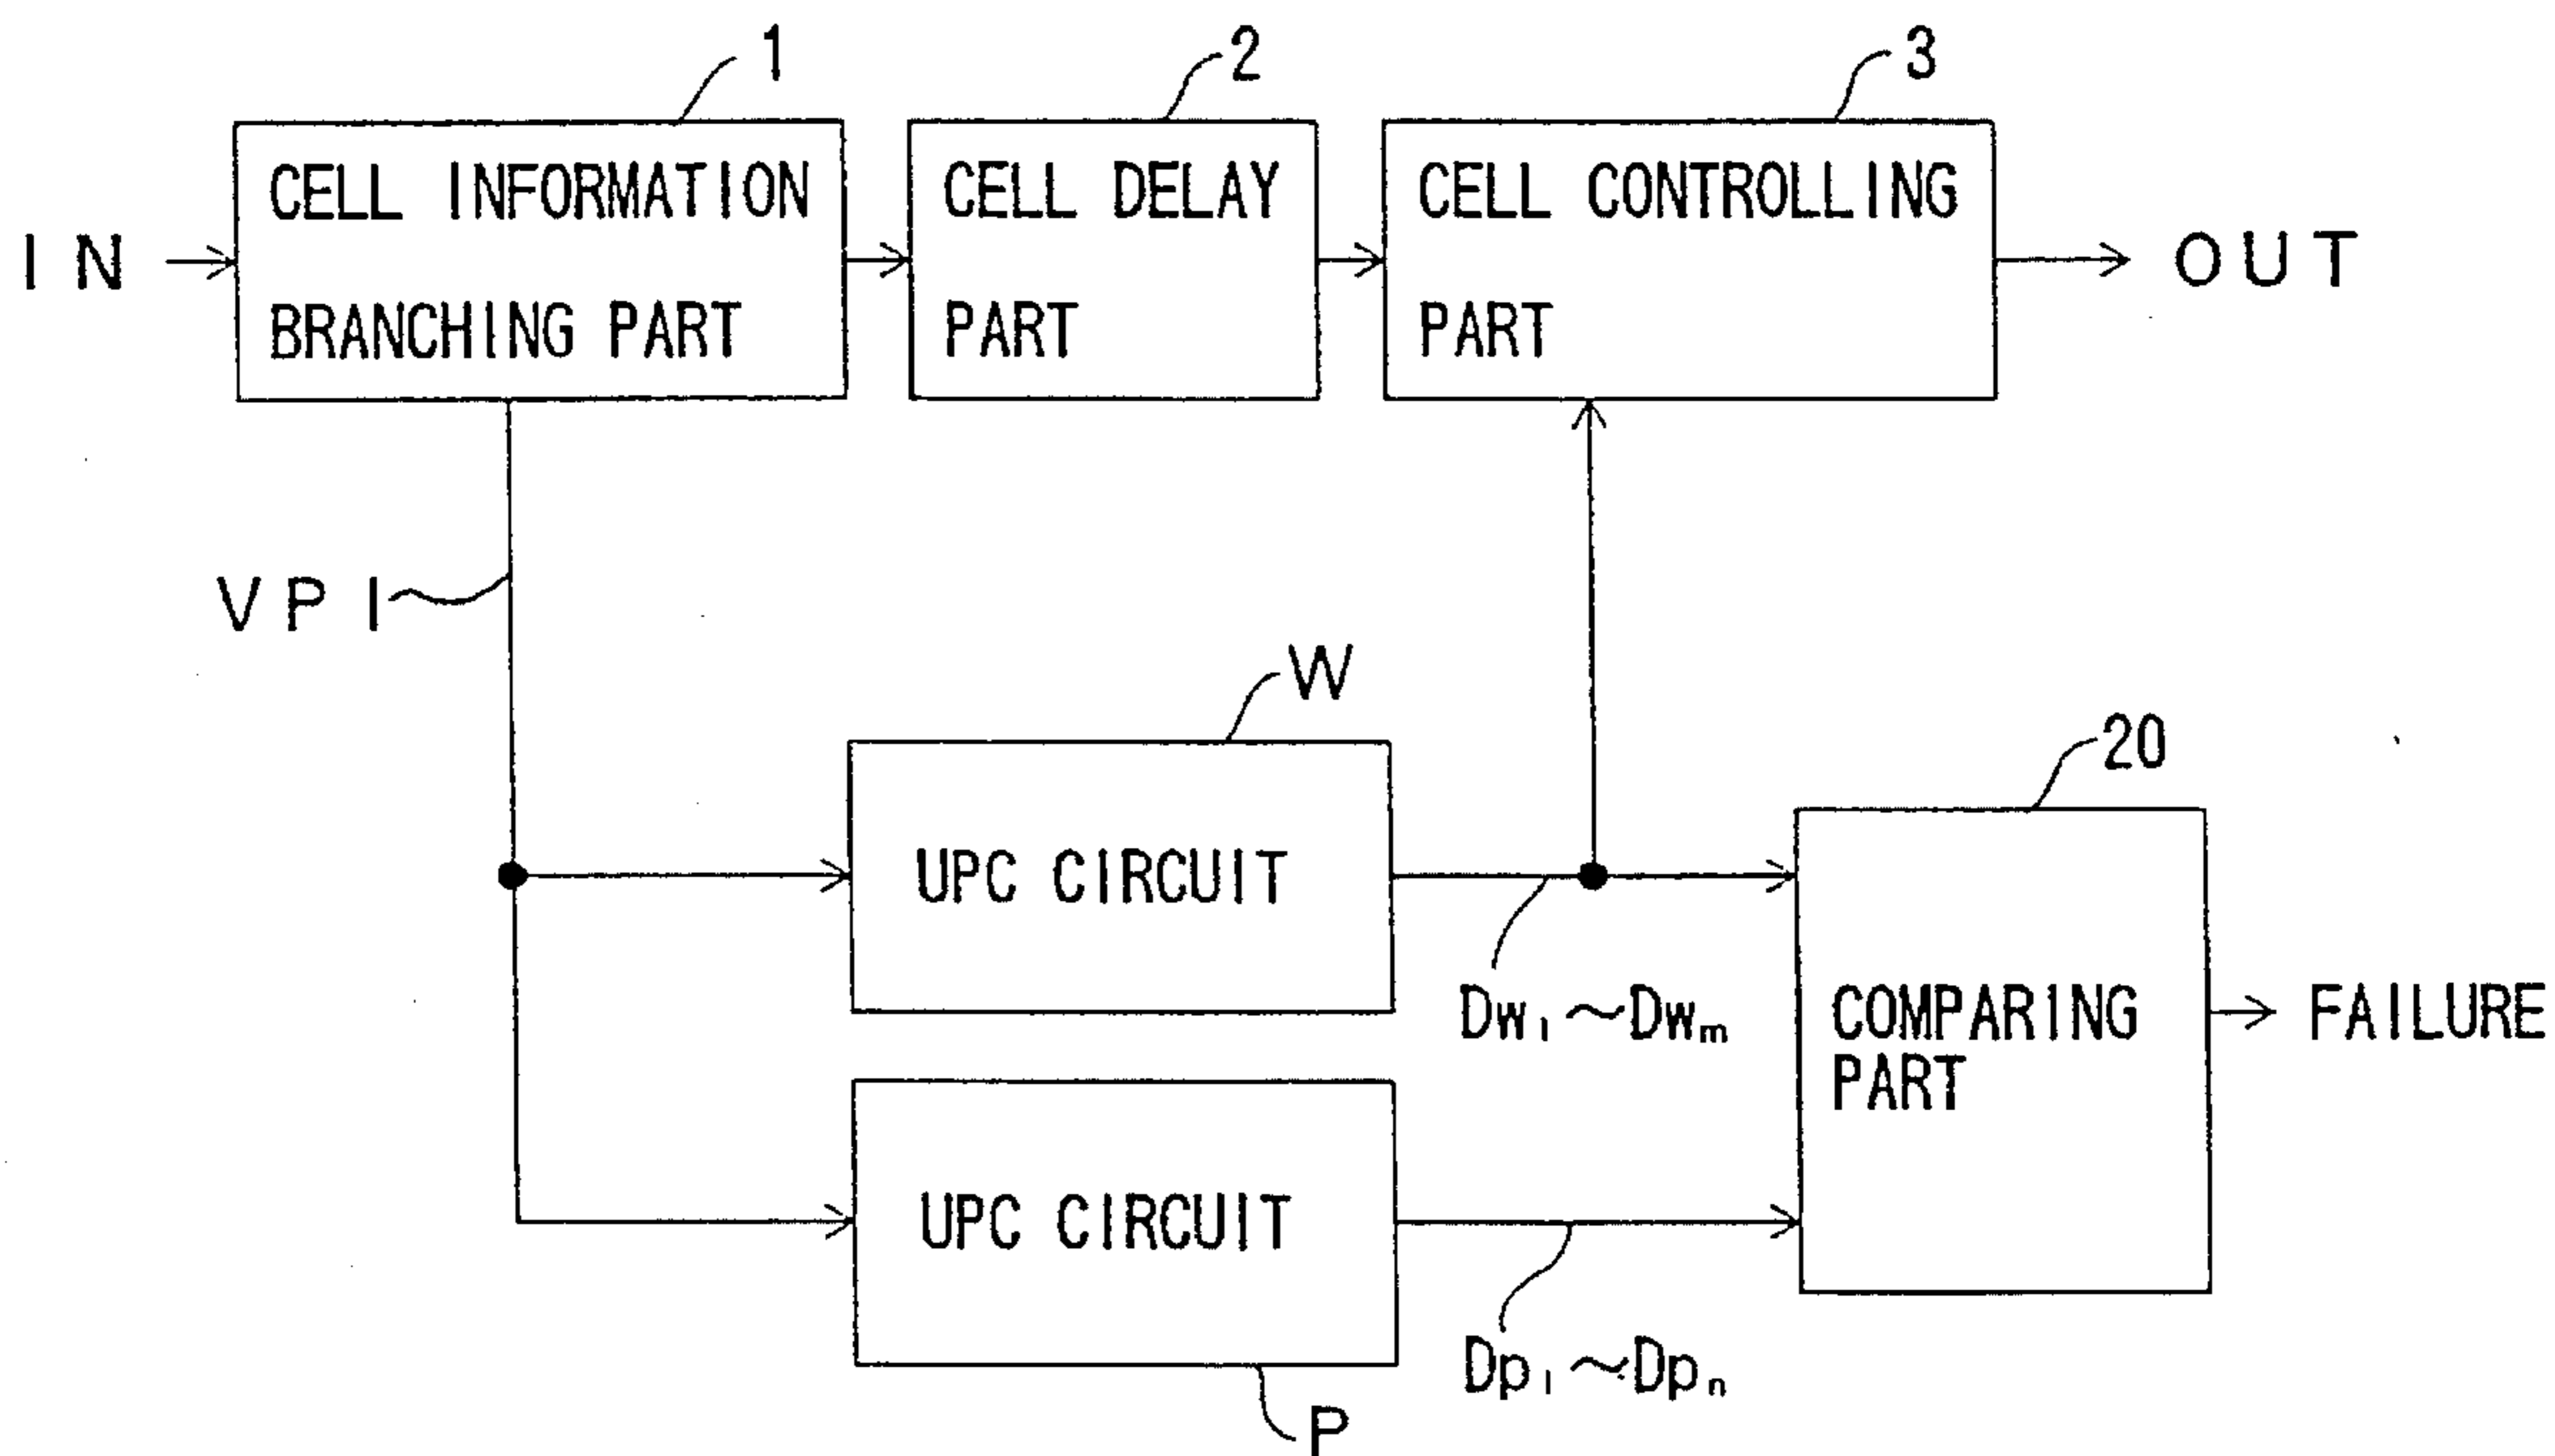 1
2
3
CELL INFORMATION
BRANCHING PART
CELL DELAY
PART
CELL CONTROLLING
PART
IN
OUT
VPI
W
20
UPC CIRCUIT
Dw₁~Dwₘ
COMPARING
PART
FAILURE
UPC CIRCUIT
Dp₁~Dpₙ
P